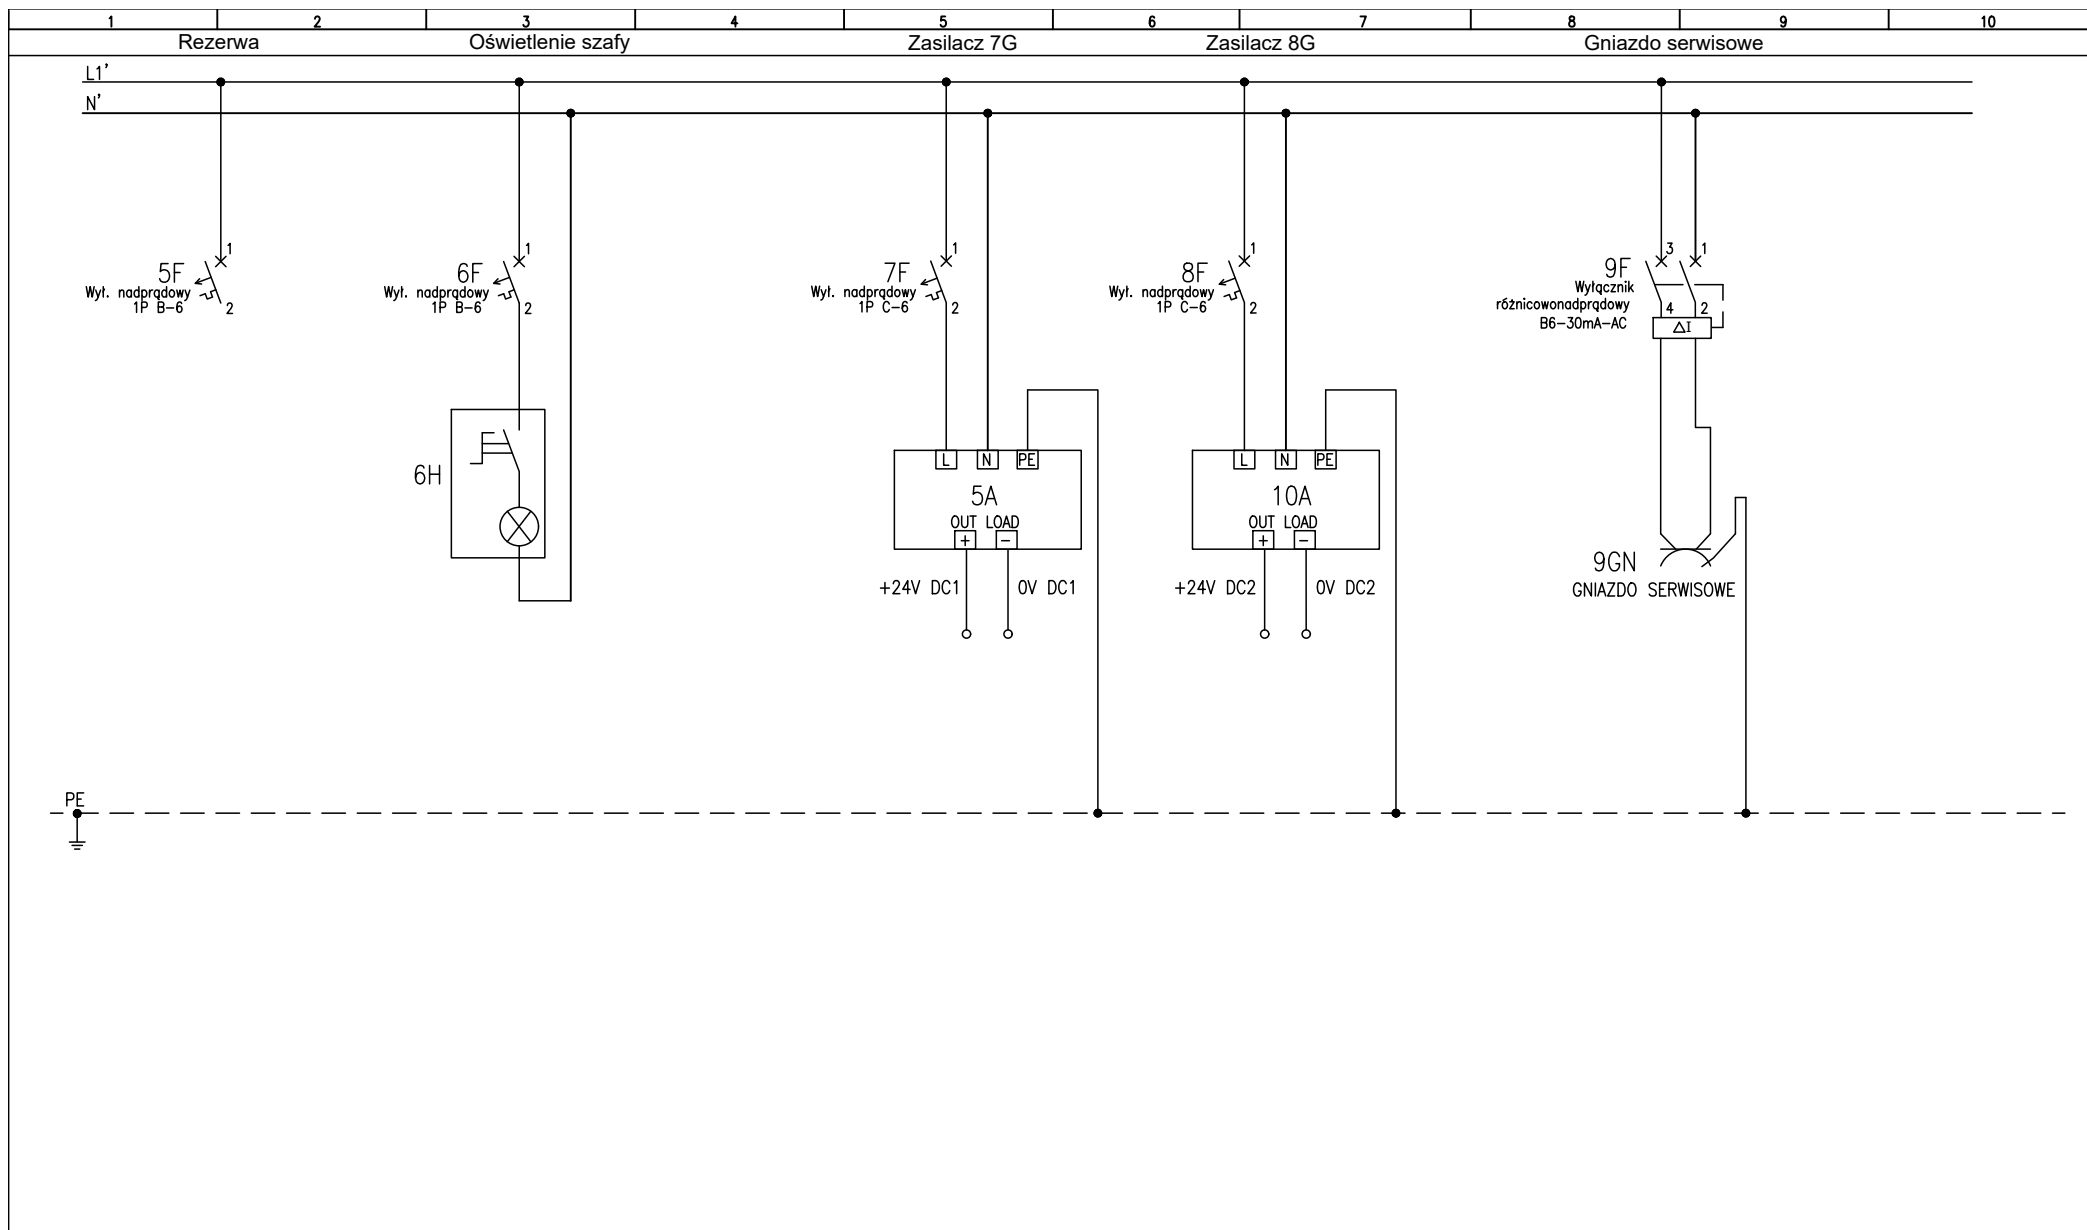 1 2 3 4 5 6 7 8 9 10
Rezerwa Oświetlenie szafy Zasilacz 7G Zasilacz 8G Gniazdo serwisowe
L1'
N'
1
5F
Wył. nadprądowy
1P B-6
2
1
6F
Wył. nadprądowy
1P B-6
2
6H
1
7F
Wył. nadprądowy
1P C-6
2
L N PE
5A
OUT LOAD
+ -
+24V DC1 0V DC1
1
8F
Wył. nadprądowy
1P C-6
2
L N PE
10A
OUT LOAD
+ -
+24V DC2 0V DC2
3 1
9F
Wyłącznik
różnicowonadprądowy
B6-30mA-AC
4 2
ΔI
9GN
GNIAZDO SERWISOWE
PE